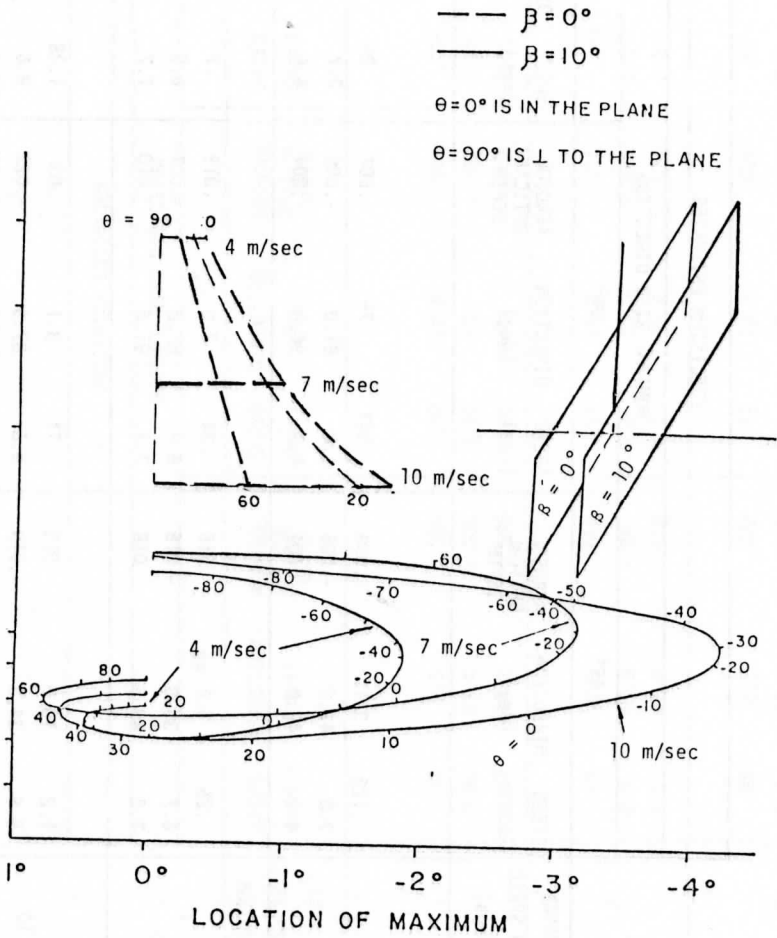 β = 0°
β = 10°
θ = 0° IS IN THE PLANE
θ = 90° IS ⊥ TO THE PLANE
θ = 90 0
4 m/sec
7 m/sec
10 m/sec
60 20
β = 0°
β = 10°
60
-80 -80 -70 -60 -50
-40 -40
-60
4 m/sec 7 m/sec
-40 -20 -30
-20 0 -20
80
60 20 -10
40 20 0 0
40 30 20 10 θ =
10 m/sec
1° 0° -1° -2° -3° -4°
LOCATION OF MAXIMUM